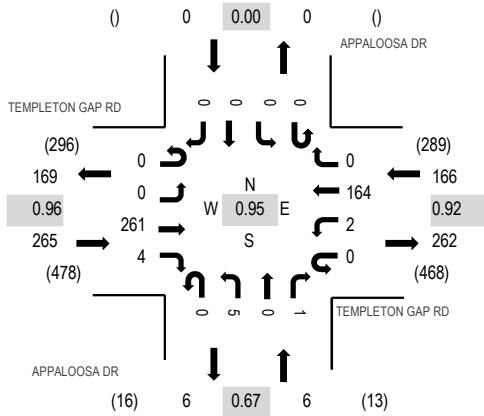 () 0 0.00 0 ()
APPALOOSA DR
TEMPLETON GAP RD
0 0 0 0
(296) (289)
169 0 0 166
0 N 164
0.96 W 0.95 E 0.92
261 2
265 S 262
4 0
(478) (468)
0 5 0 1
TEMPLETON GAP RD
APPALOOSA DR
(16) 6 0.67 6 (13)